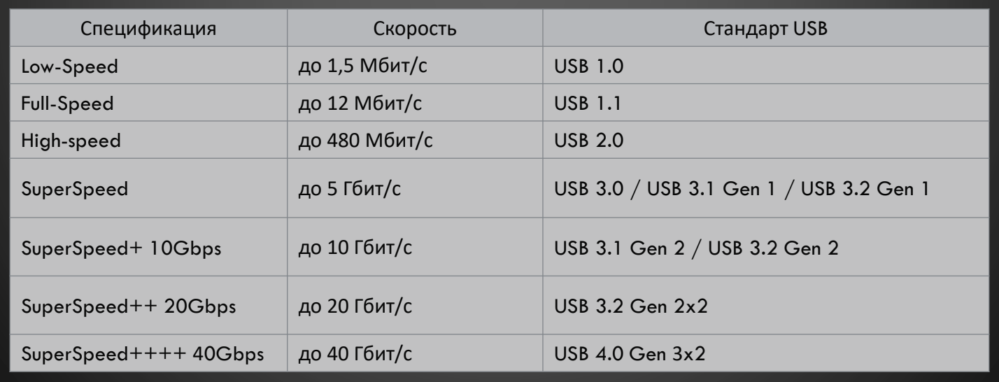 Спецификация Скорость Стандарт USB
Low-Speed до 1,5 Мбит/с USB 1.0
Full-Speed до 12 Мбит/с USB 1.1
High-speed до 480 Мбит/с USB 2.0
SuperSpeed до 5 Гбит/с USB 3.0 / USB 3.1 Gen 1 / USB 3.2 Gen 1
SuperSpeed+ 10Gbps до 10 Гбит/с USB 3.1 Gen 2 / USB 3.2 Gen 2
SuperSpeed++ 20Gbps до 20 Гбит/с USB 3.2 Gen 2x2
SuperSpeed++++ 40Gbps до 40 Гбит/с USB 4.0 Gen 3x2